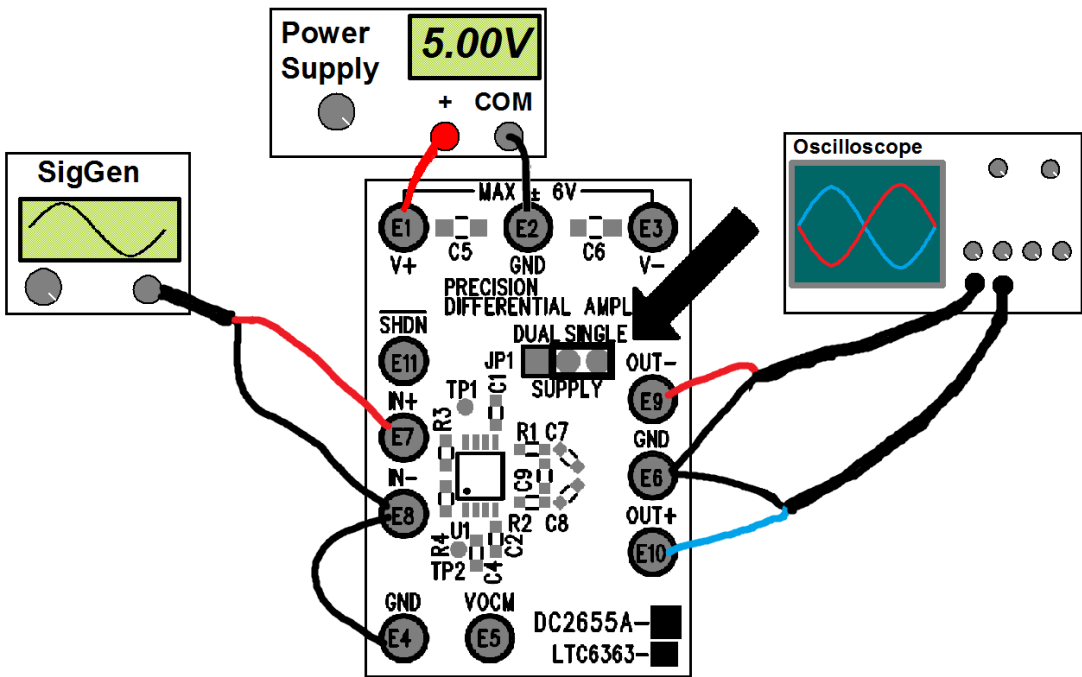 Power
Supply
5.00V
+ COM
SigGen
Oscilloscope
MAX ± 6V
E1
E2
E3
C5
C6
V+
GND
V-
PRECISION
DIFFERENTIAL AMPL
SHDN
E11
DUAL SINGLE
JP1
SUPPLY
OUT-
E9
IN+
E7
TP1
C1
R3
R1
C7
C9
GND
E6
IN-
E8
R4
U1
TP2
C4
C2
R2
C8
OUT+
E10
GND
E4
VOCM
E5
DC2655A-
LTC6363-